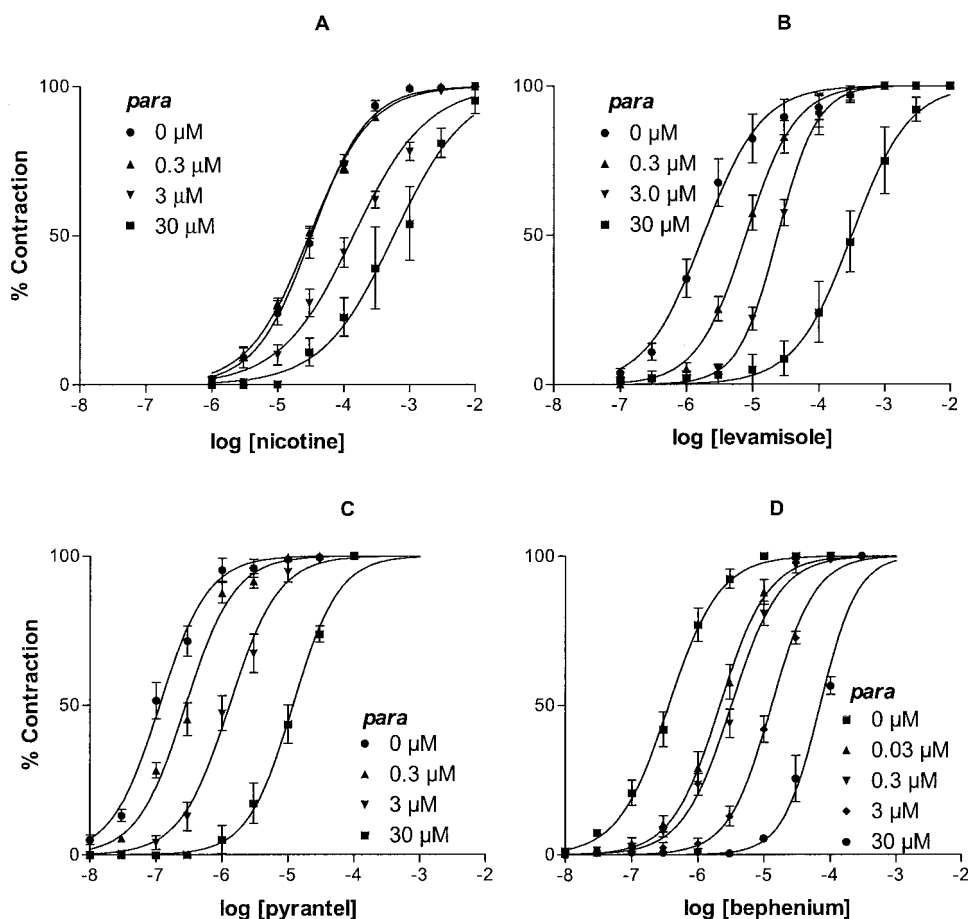 A
100
50
0
% Contraction
para
0 µM
0.3 µM
3 µM
30 µM
-8 -7 -6 -5 -4 -3 -2
log [nicotine]
B
100
50
0
para
0 µM
0.3 µM
3.0 µM
30 µM
-8 -7 -6 -5 -4 -3 -2
log [levamisole]
C
100
50
0
% Contraction
para
0 µM
0.3 µM
3 µM
30 µM
-8 -7 -6 -5 -4 -3 -2
log [pyrantel]
D
100
50
0
para
0 µM
0.03 µM
0.3 µM
3 µM
30 µM
-8 -7 -6 -5 -4 -3 -2
log [bephenium]